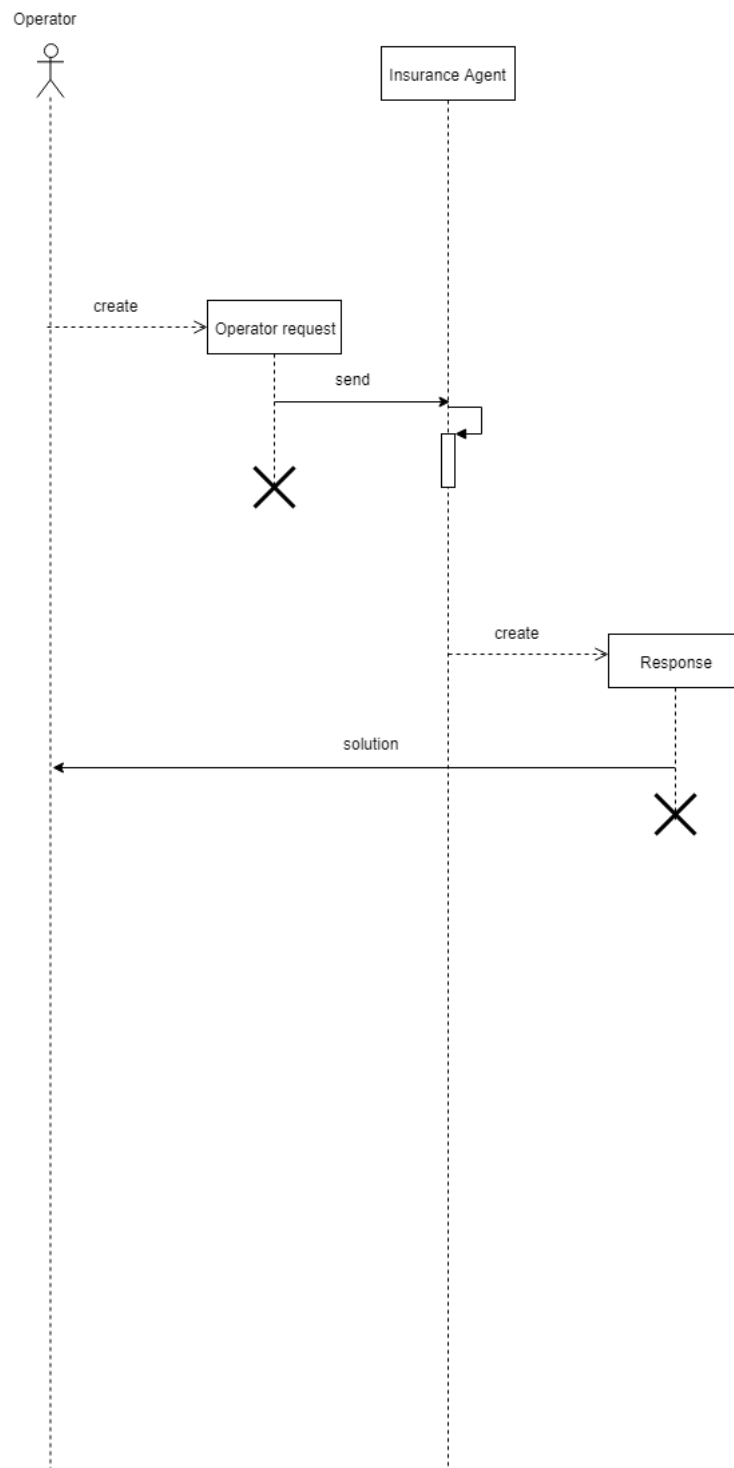 Operator
Insurance Agent
create
Operator request
send
create
Response
solution